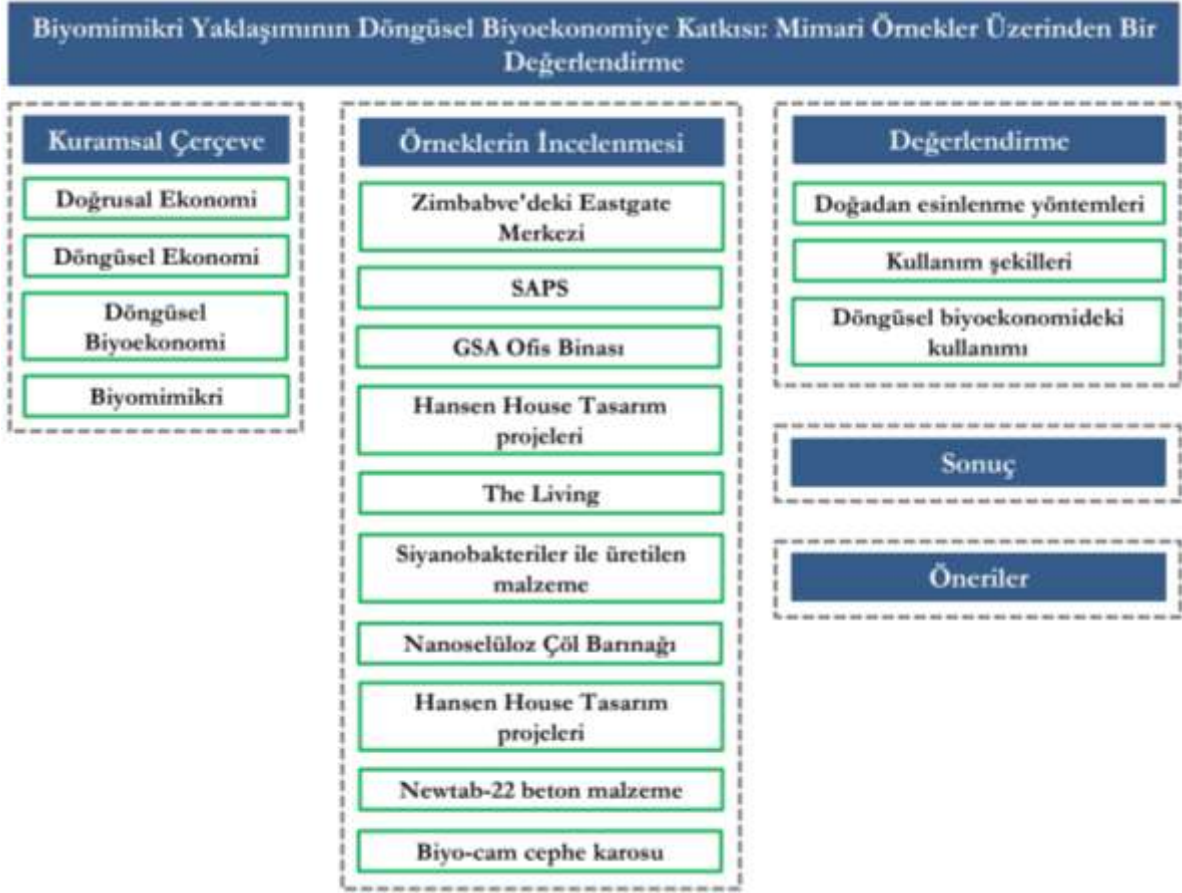 Biyomimikri Yaklaşımının Döngüsel Biyoekonomiye Katkısı: Mimari Örnekler Üzerinden Bir
Değerlendirme
Kuramsal Çerçeve
Doğrusal Ekonomi
Döngüsel Ekonomi
Döngüsel
Biyoekonomi
Biyomimikri
Örneklerin İncelenmesi
Zimbabve'deki Eastgate
Merkezi
SAPS
GSA Ofis Binası
Hansen House Tasarım
projeleri
The Living
Siyanobakteriler ile üretilen
malzeme
Nanoselüloz Çöl Barınağı
Hansen House Tasarım
projeleri
Newtab-22 beton malzeme
Biyo-cam cephe karosu
Değerlendirme
Doğadan esinlenme yöntemleri
Kullanım şekilleri
Döngüsel biyoekonomideki
kullanımı
Sonuç
Öneriler